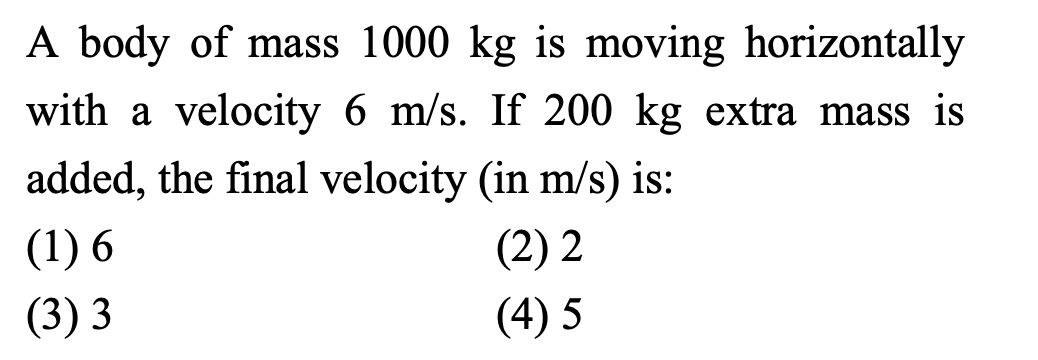 A body of mass 1000 kg is moving horizontally
with a velocity 6 m/s. If 200 kg extra mass is
added, the final velocity (in m/s) is:
(1) 6 (2) 2
(3) 3 (4) 5